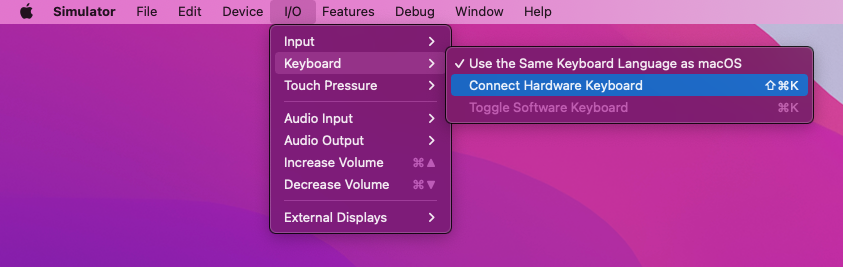 Simulator File Edit Device I/O Features Debug Window Help
Input
Keyboard
Touch Pressure
Audio Input
Audio Output
Increase Volume ⌘▲
Decrease Volume ⌘▼
External Displays
✓ Use the Same Keyboard Language as macOS
Connect Hardware Keyboard ⇧⌘K
Toggle Software Keyboard ⌘K